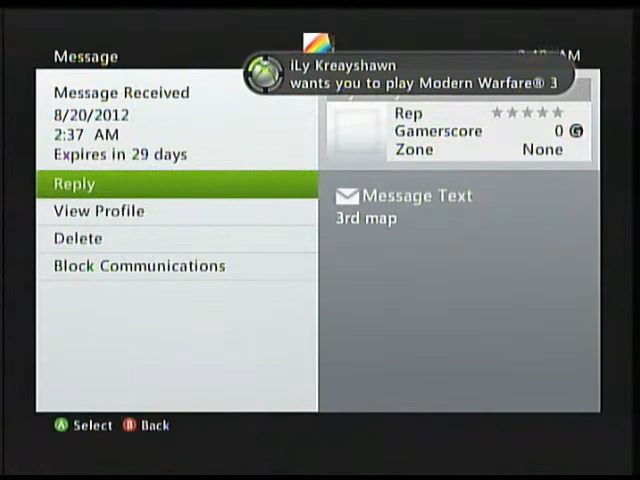 Message
AM
iLy Kreayshawn
wants you to play Modern Warfare® 3
Message Received
8/20/2012
2:37 AM
Expires in 29 days
Reply
View Profile
Delete
Block Communications
Rep
Gamerscore 0 G
Zone None
Message Text
3rd map
A Select B Back